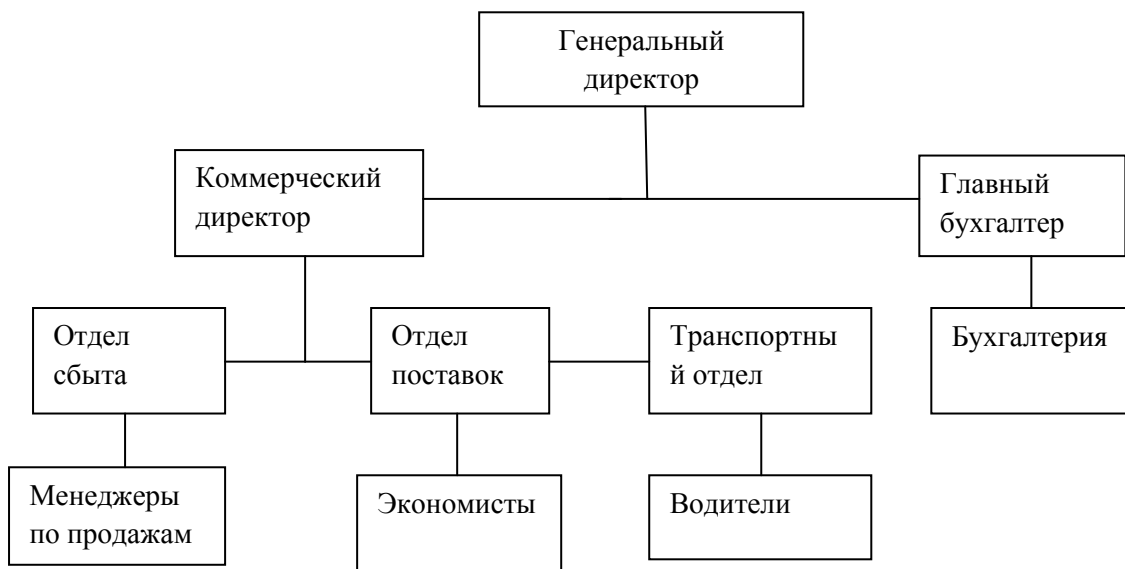 Генеральный
директор
Коммерческий
директор
Главный
бухгалтер
Отдел
сбыта
Отдел
поставок
Транспортны
й отдел
Бухгалтерия
Менеджеры
по продажам
Экономисты
Водители